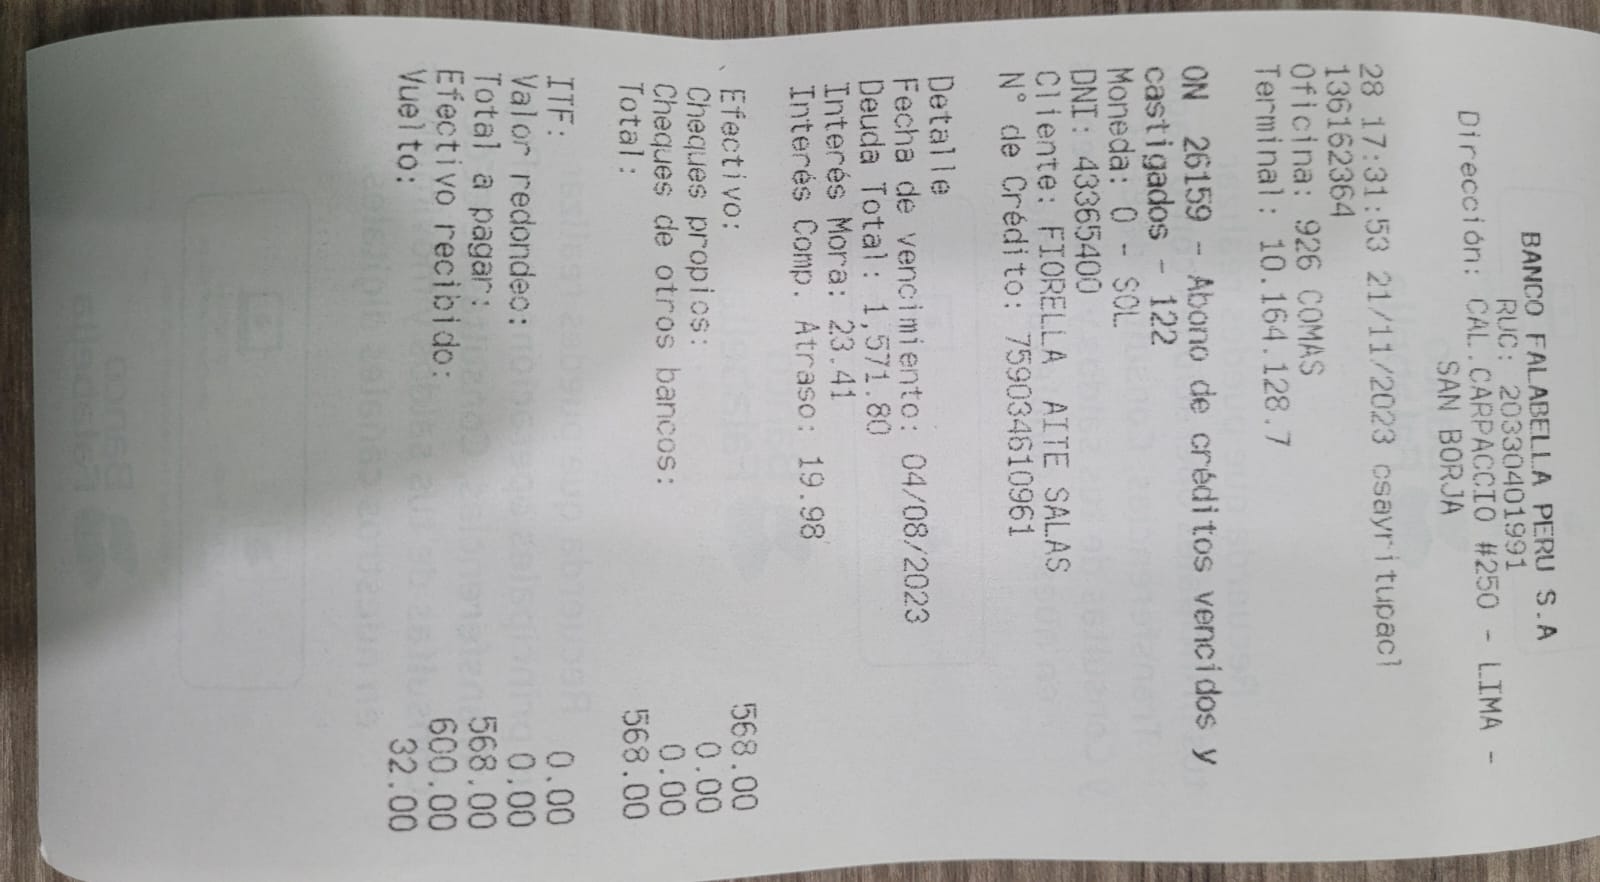 BANCO FALABELLA PERU S.A
RUC: 20330401991
Dirección: CAL.CARPACCIO #250 - LIMA -
SAN BORJA
28 17:31:53 21/11/2023 csayritupac1
136162364
Oficina: 926 COMAS
Terminal: 10.164.128.7
ON 26159 - Abono de créditos vencidos y
castigados - 122
Moneda: 0 - SOL
DNI: 43365400
Cliente: FIORELLA AITE SALAS
N° de Crédito: 759034610961
Detalle
Fecha de vencimiento: 04/08/2023
Deuda Total: 1,571.80
Interés Mora: 23.41
Interés Comp. Atraso: 19.98
Efectivo: 568.00
Cheques propios: 0.00
Cheques de otros bancos: 0.00
Total: 568.00
ITF: 0.00
Valor redondeo: 0.00
Total a pagar: 568.00
Efectivo recibido: 600.00
Vuelto: 32.00